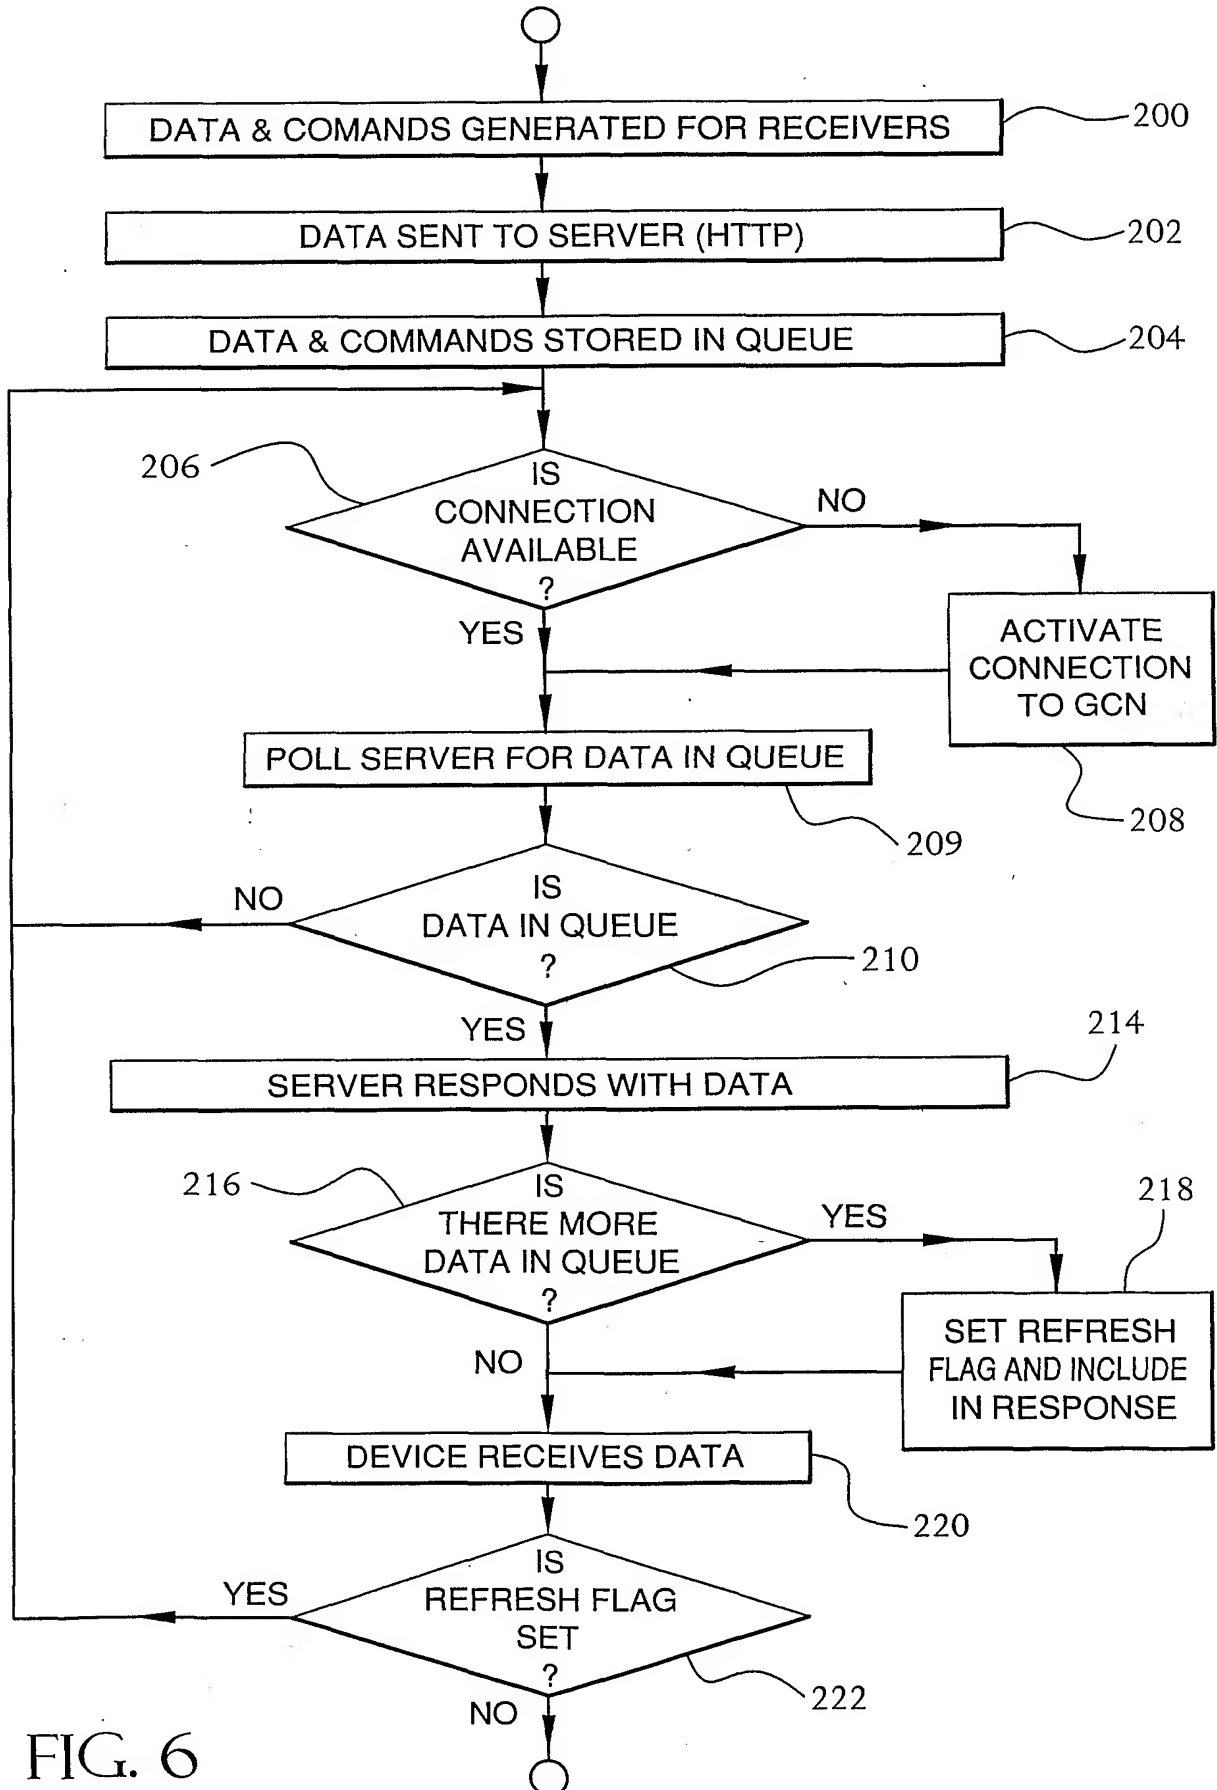 DATA & COMANDS GENERATED FOR RECEIVERS
200
DATA SENT TO SERVER (HTTP)
202
DATA & COMMANDS STORED IN QUEUE
204
206
IS
CONNECTION
AVAILABLE
?
NO
YES
ACTIVATE
CONNECTION
TO GCN
208
POLL SERVER FOR DATA IN QUEUE
209
IS
DATA IN QUEUE
?
NO
210
YES
214
SERVER RESPONDS WITH DATA
216
IS
THERE MORE
DATA IN QUEUE
?
YES
218
NO
SET REFRESH
FLAG AND INCLUDE
IN RESPONSE
DEVICE RECEIVES DATA
220
IS
REFRESH FLAG
SET
?
YES
222
NO
FIG. 6